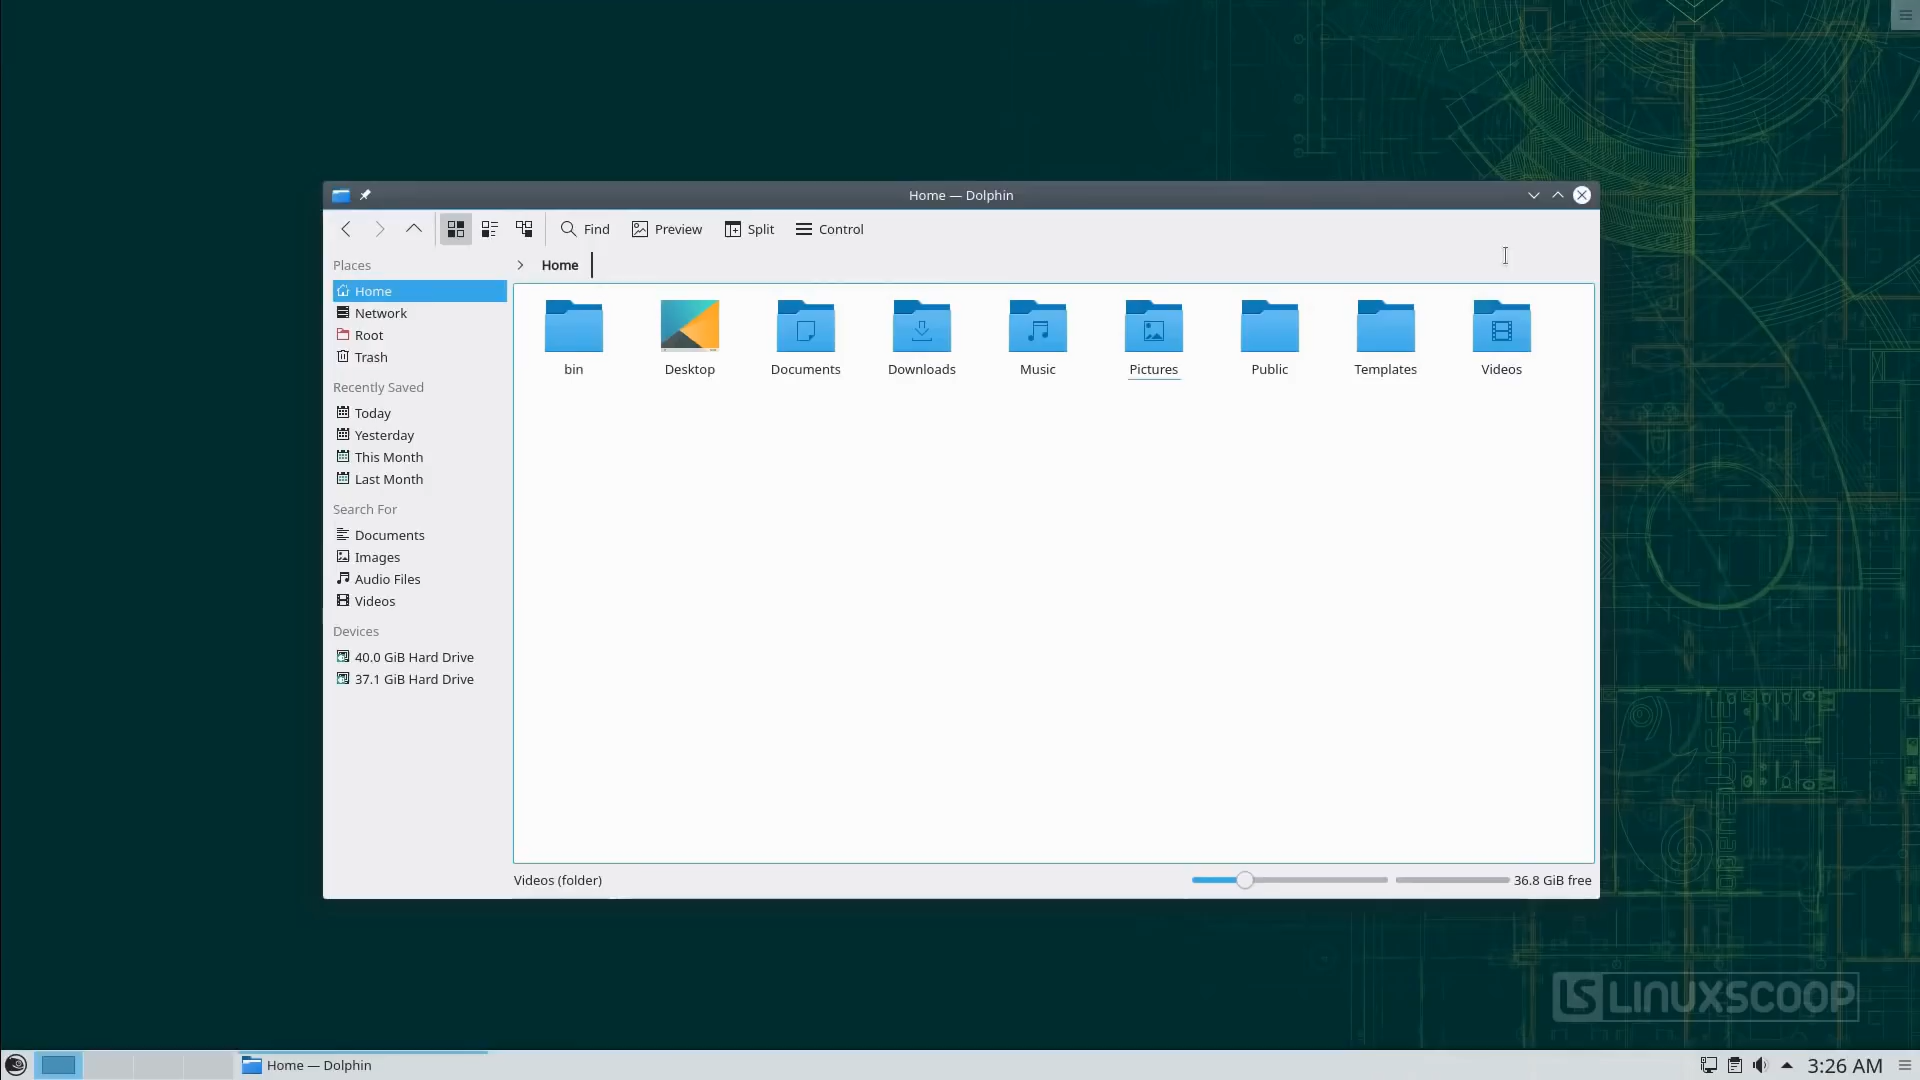 Home — Dolphin
Find
Preview
Split
Control
Places
Home
Network
Root
Trash
Recently Saved
Today
Yesterday
This Month
Last Month
Search For
Documents
Images
Audio Files
Videos
Devices
40.0 GiB Hard Drive
37.1 GiB Hard Drive
Home
bin
Desktop
Documents
Downloads
Music
Pictures
Public
Templates
Videos
Videos (folder)
36.8 GiB free
openSUSE
LS LINUXSCOOP
Home — Dolphin
3:26 AM